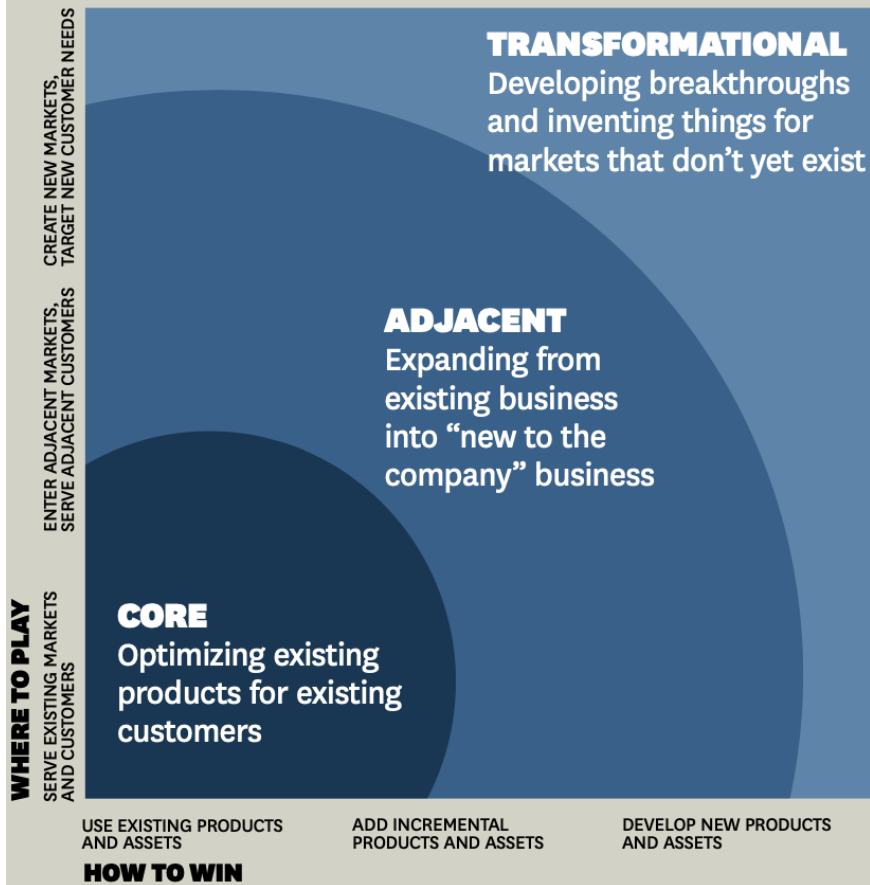 TRANSFORMATIONAL
Developing breakthroughs
and inventing things for
markets that don’t yet exist
ADJACENT
Expanding from
existing business
into “new to the
company” business
CORE
Optimizing existing
products for existing
customers
WHERE TO PLAY
CREATE NEW MARKETS,
TARGET NEW CUSTOMER NEEDS
ENTER ADJACENT MARKETS,
SERVE ADJACENT CUSTOMERS
SERVE EXISTING MARKETS
AND CUSTOMERS
USE EXISTING PRODUCTS
AND ASSETS
ADD INCREMENTAL
PRODUCTS AND ASSETS
DEVELOP NEW PRODUCTS
AND ASSETS
HOW TO WIN